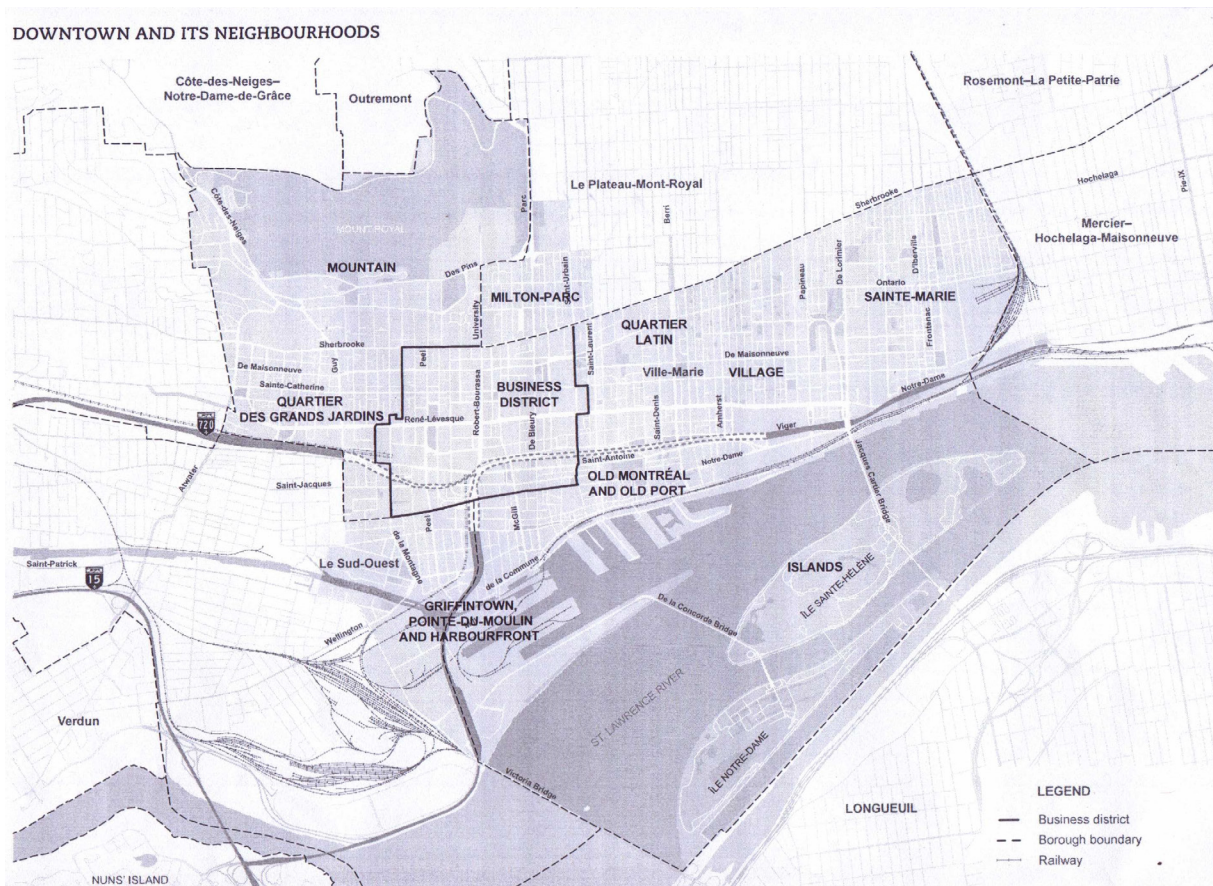 DOWNTOWN AND ITS NEIGHBOURHOODS
Côte-des-Neiges–
Notre-Dame-de-Grâce
Outremont
Rosemont–La Petite-Patrie
Hochelaga
Pie-IX
Le Plateau-Mont-Royal
Côte-des-Neiges
Parc
Berri
Sherbrooke
Mercier–
Hochelaga-Maisonneuve
MOUNT ROYAL
MOUNTAIN
Des Pins
Saint-Urbain
Papineau
De Lorimier
D'Iberville
Ontario
MILTON-PARC
SAINTE-MARIE
University
QUARTIER
LATIN
Saint-Laurent
Frontenac
Sherbrooke
Guy
Peel
De Maisonneuve
De Maisonneuve
Sainte-Catherine
Ville-Marie
VILLAGE
BUSINESS
DISTRICT
Notre-Dame
QUARTIER
DES GRANDS JARDINS
René-Lévesque
Robert-Bourassa
De Bleury
Saint-Denis
Amherst
720
Viger
Atwater
Saint-Antoine
Notre-Dame
Jacques Cartier Bridge
Saint-Jacques
OLD MONTRÉAL
AND OLD PORT
Peel
McGill
de la Montagne
Saint-Patrick
Le Sud-Ouest
de la Commune
15
ISLANDS
ÎLE SAINTE-HÉLÈNE
De la Concorda Bridge
GRIFFINTOWN,
POINTE-DU-MOULIN
AND HARBOURFRONT
Wellington
ST. LAWRENCE RIVER
Verdun
ÎLE NOTRE-DAME
Victoria Bridge
LONGUEUIL
NUNS' ISLAND
LEGEND
Business district
Borough boundary
Railway